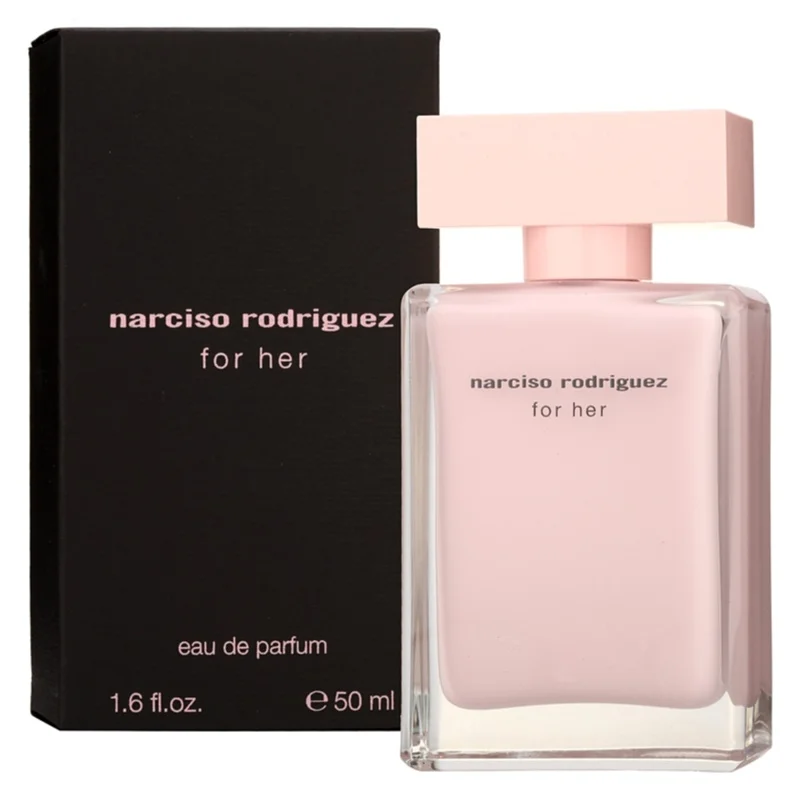 narciso rodriguez
for her
eau de parfum
1.6 fl.oz. ℮ 50 ml
narciso rodriguez
for her